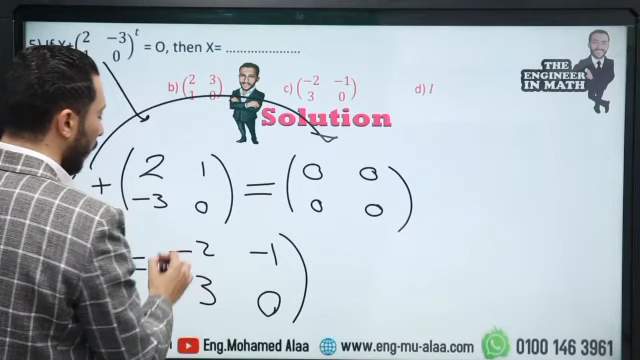 5) If X+(2 −3 0)ᵗ = O, then X= ....................
b) (2 3 1 0) c) (−2 −1 3 0) d) I
THE ENGINEER IN MATH
Solution
+ (2 1 −3 0) = (0 0 0 0)
= −2 −1 3 0)
Eng.Mohamed Alaa www.eng-mu-alaa.com 0100 146 3961